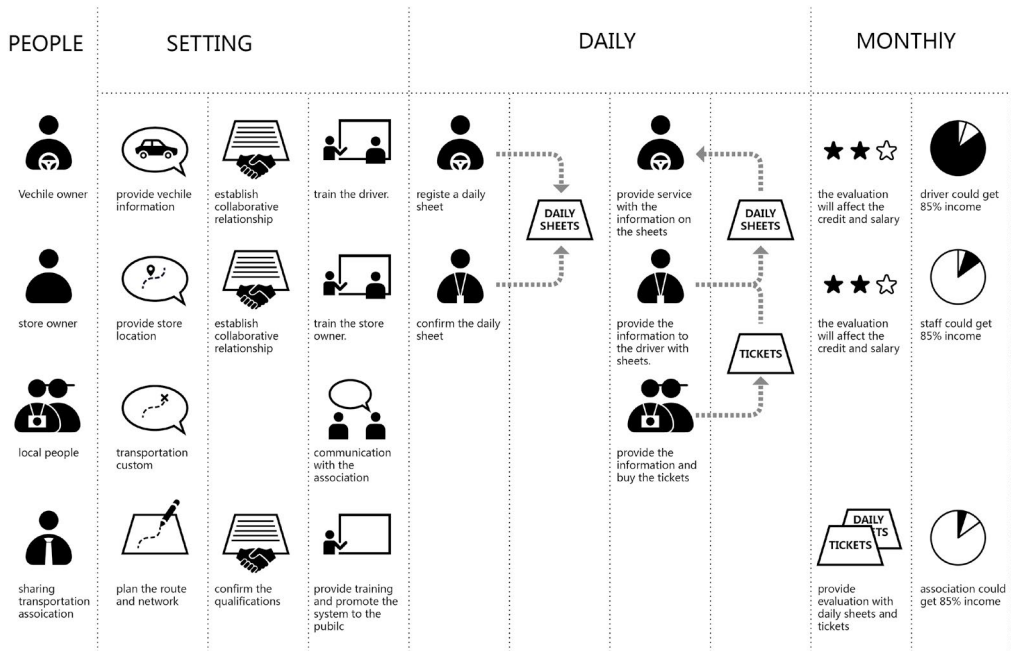 PEOPLE
SETTING
DAILY
MONTHlY
Vechile owner
provide vechile
information
establish
collaborative
relationship
train the driver.
registe a daily
sheet
DAILY
SHEETS
provide service
with the
information on
the sheets
DAILY
SHEETS
the evaluation
will affect the
credit and salary
driver could get
85% income
store owner
provide store
location
establish
collaborative
relationship
train the store
owner.
confirm the daily
sheet
provide the
information to
the driver with
sheets.
TICKETS
the evaluation
will affect the
credit and salary
staff could get
85% income
local people
transportation
custom
communication
with the
association
provide the
information and
buy the tickets
sharing
transportation
assoication
plan the route
and network
confirm the
qualifications
provide training
and promote the
system to the
pubilc
DAILY
ETS
TICKETS
provide
evaluation with
daily sheets and
tickets
association could
get 85% income